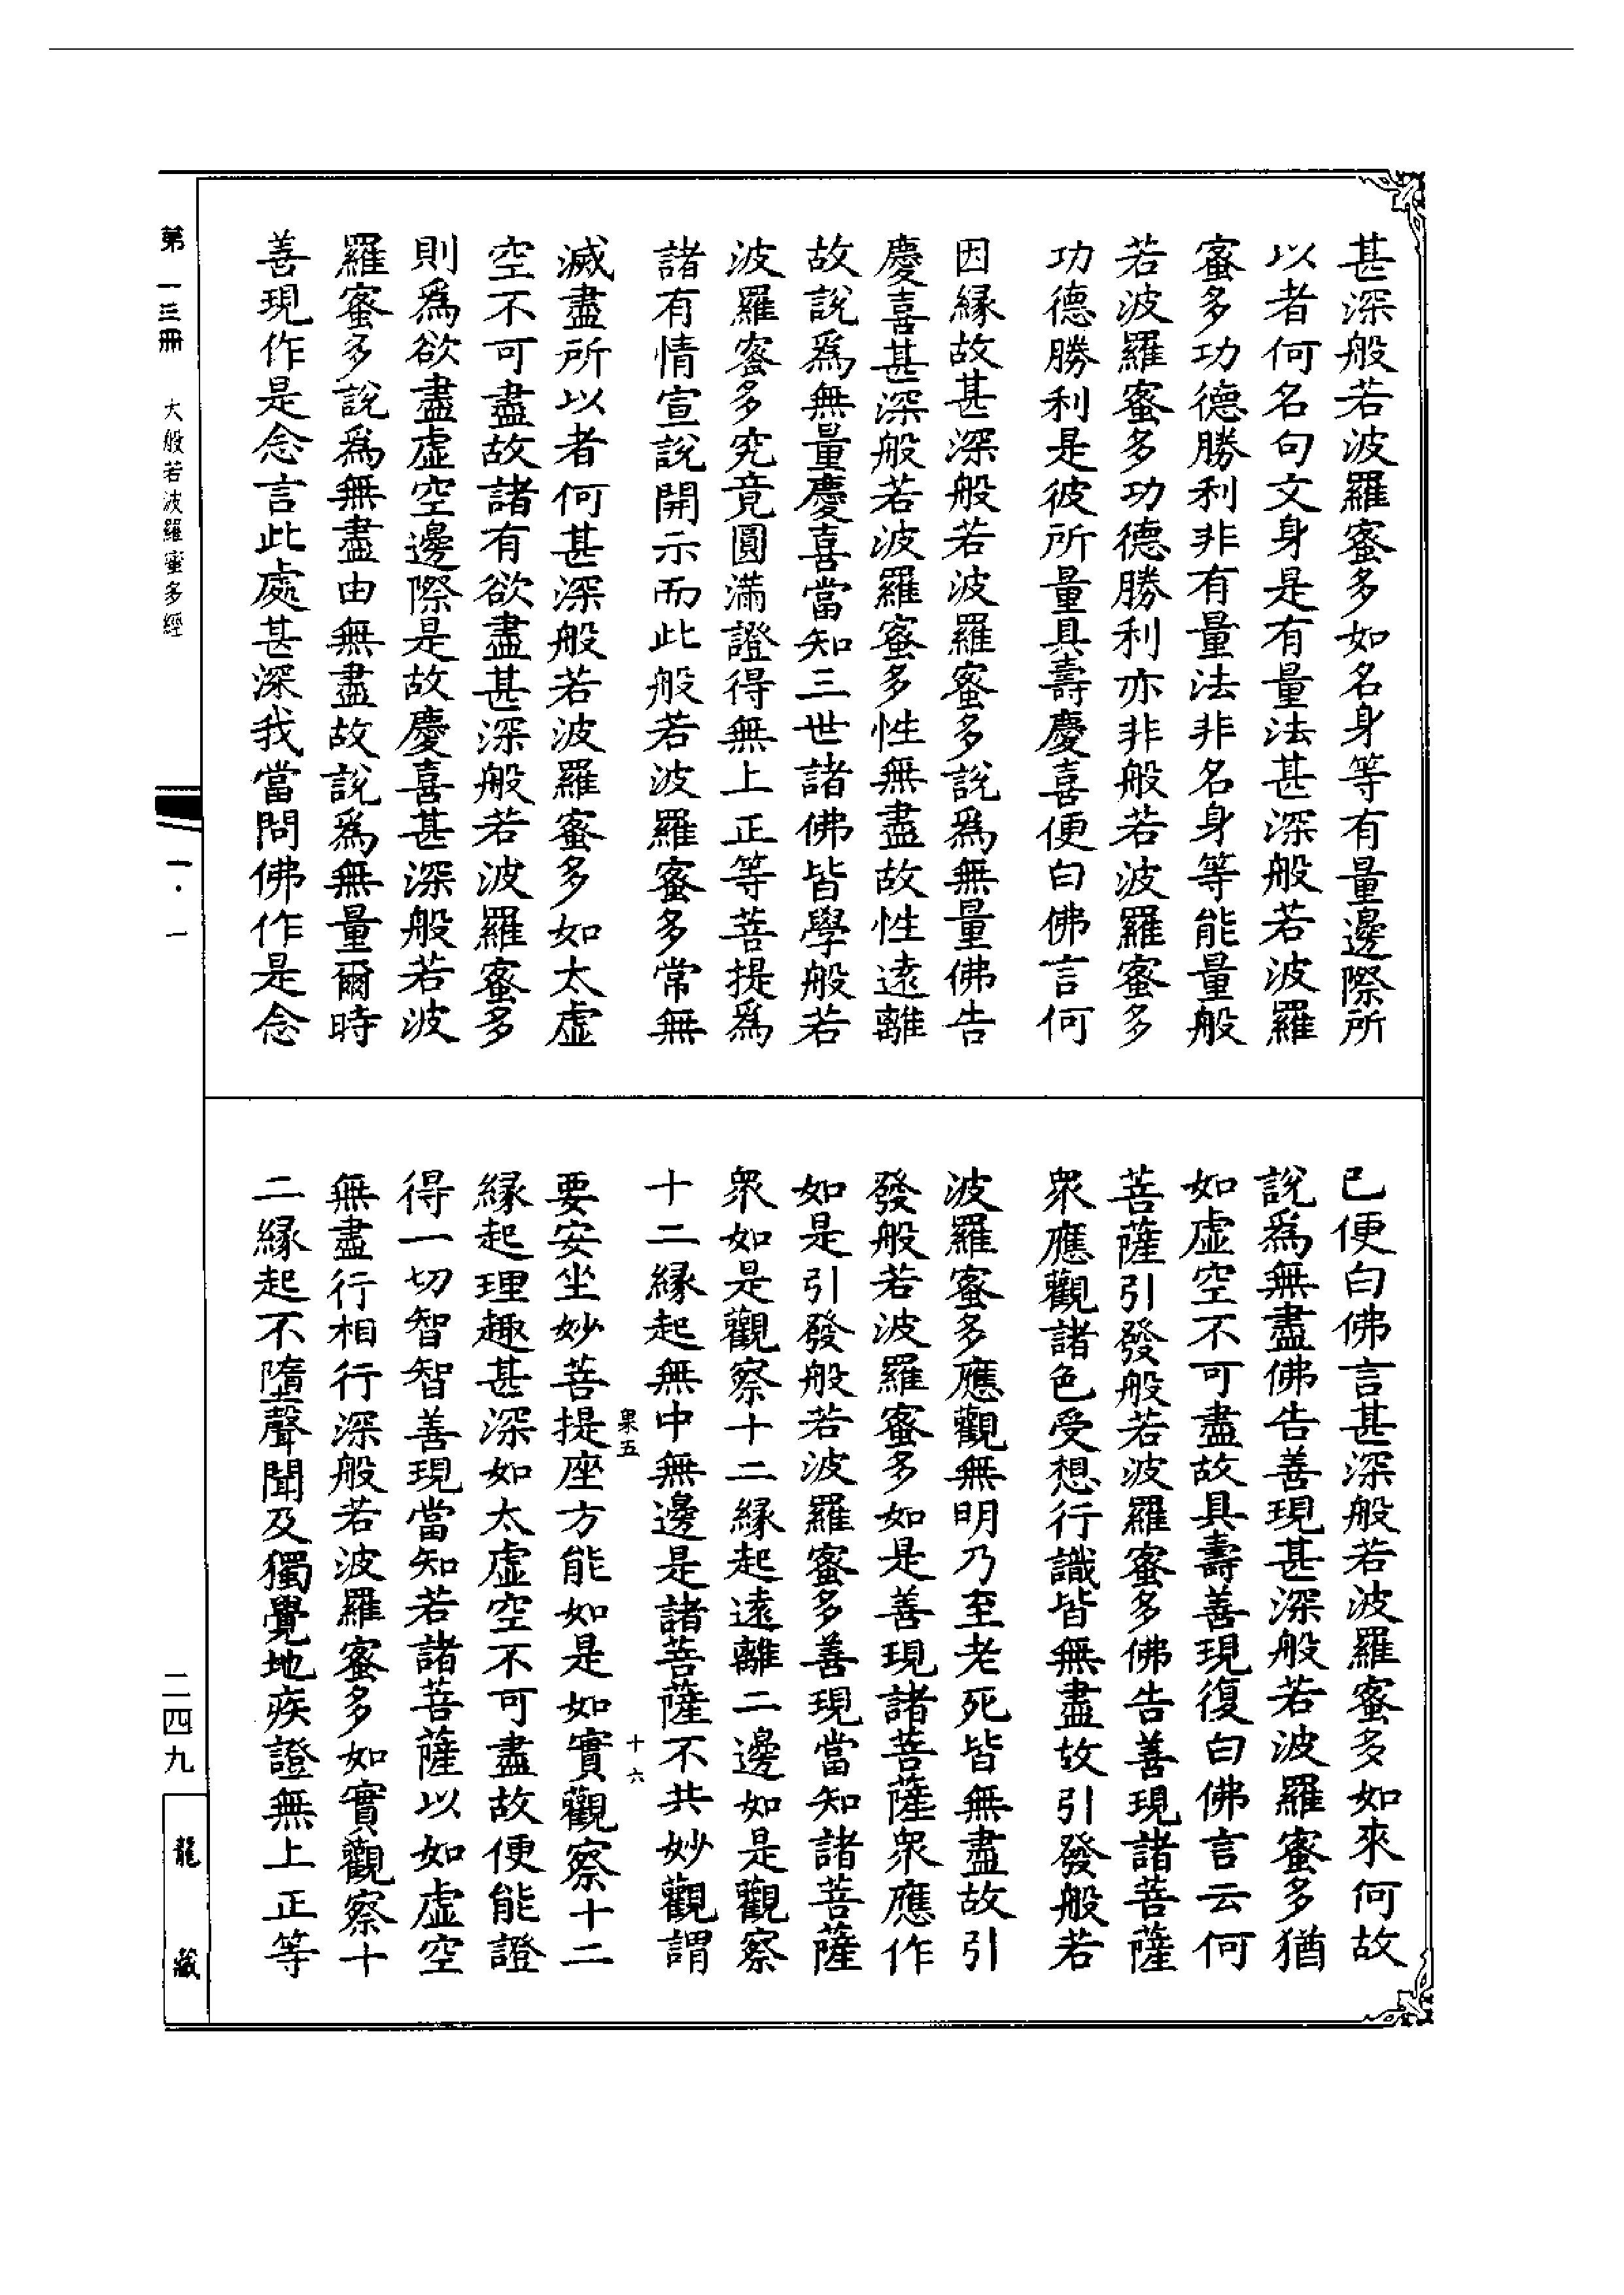 甚深般若波羅蜜多如名身等有量邊際所
以者何名句文身是有量法甚深般若波羅
蜜多功德勝利非有量法非名身等能量般
若波羅蜜多功德勝利亦非般若波羅蜜多
功德勝利是彼所量具壽慶喜便白佛言何
因緣故甚深般若波羅蜜多說爲無量佛告
慶喜甚深般若波羅蜜多性無盡故性遠離
故說爲無量慶喜當知三世諸佛皆學般若
波羅蜜多究竟圓滿證得無上正等菩提爲
諸有情宣說開示而此般若波羅蜜多常無
滅盡所以者何甚深般若波羅蜜多如太虛
空不可盡故諸有欲盡甚深般若波羅蜜多
則爲欲盡虛空邊際是故慶喜甚深般若波
羅蜜多說爲無盡由無盡故說爲無量爾時
善現作是念言此處甚深我當問佛作是念
已便白佛言甚深般若波羅蜜多如來何故
說爲無盡佛告善現甚深般若波羅蜜多猶
如虛空不可盡故具壽善現復白佛言云何
菩薩引發般若波羅蜜多佛告善現諸菩薩
眾應觀諸色受想行識皆無盡故引發般若
波羅蜜多應觀無明乃至老死皆無盡故引
發般若波羅蜜多如是善現諸菩薩眾應作
如是引發般若波羅蜜多善現當知諸菩薩
眾如是觀察十二緣起遠離二邊如是觀察
十二緣起無中無邊是諸菩薩不共妙觀謂
眾五 十六
要安坐妙菩提座方能如是如實觀察十二
緣起理趣甚深如太虛空不可盡故便能證
得一切智智善現當知若諸菩薩以如虛空
無盡行相行深般若波羅蜜多如實觀察十
二緣起不墮聲聞及獨覺地疾證無上正等
第一三冊 大般若波羅蜜多經
一·一
二四九
龍藏